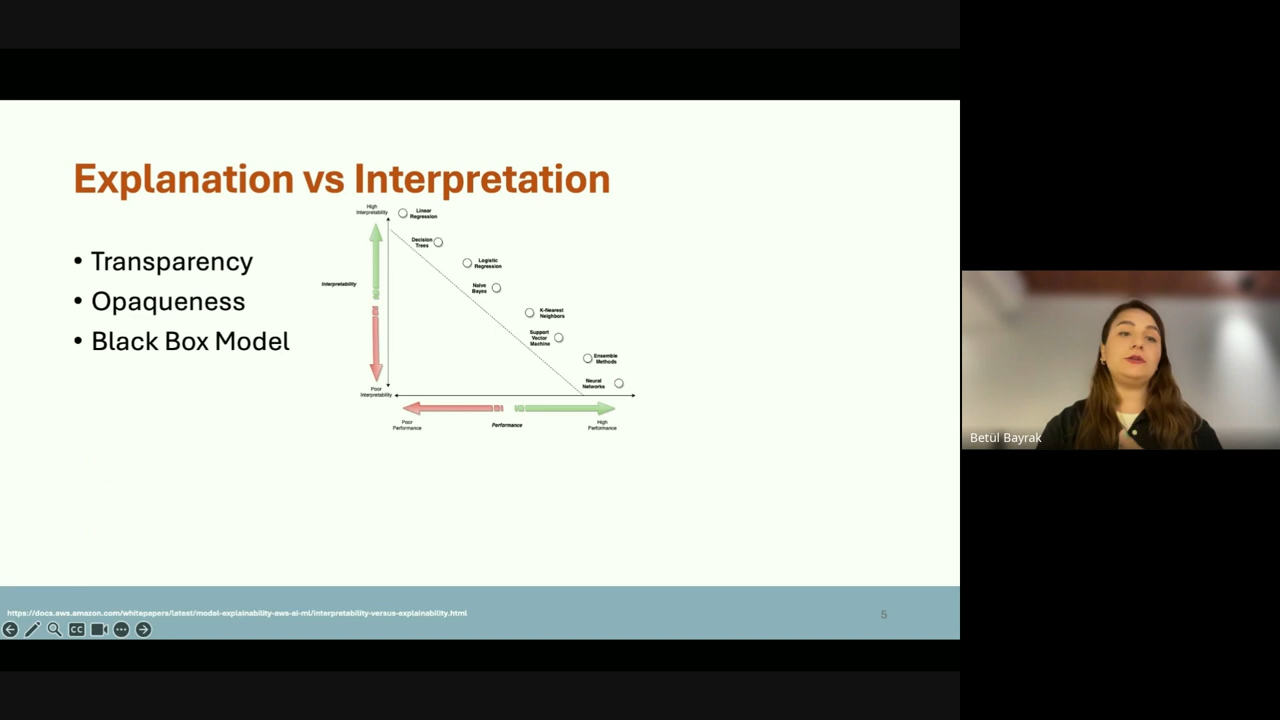 Explanation vs Interpretation
• Transparency
• Opaqueness
• Black Box Model
High
Interpretability
Linear
Regression
Decision
Trees
Logistic
Regression
Interpretability
Naive
Bayes
K-Nearest
Neighbors
Support
Vector
Machine
Ensemble
Methods
Neural
Networks
Poor
Interpretability
Poor
Performance
Performance
High
Performance
https://docs.aws.amazon.com/whitepapers/latest/model-explainability-aws-ai-ml/interpretability-versus-explainability.html
5
CC
Betül Bayrak